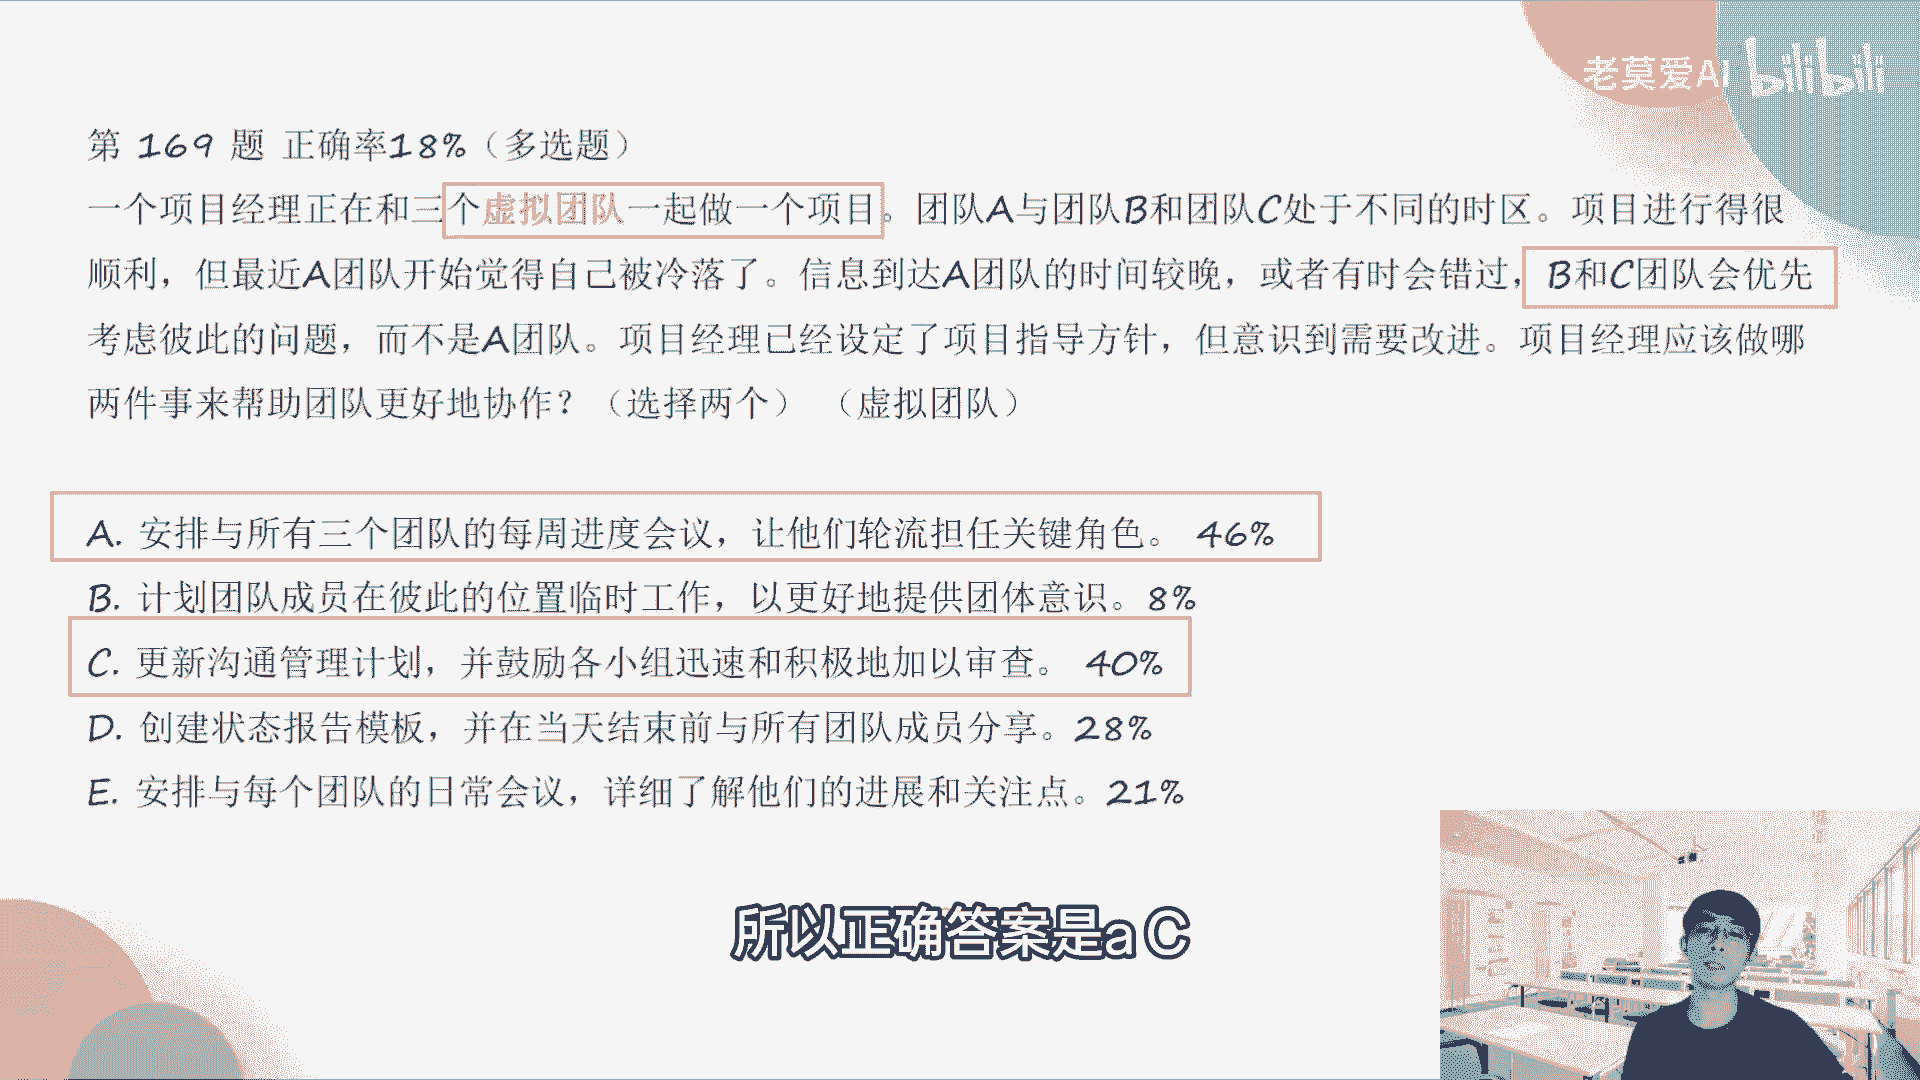 老莫爱AI bilibili
第 169 题 正确率18%（多选题）
一个项目经理正在和三个虚拟团队一起做一个项目。团队A与团队B和团队C处于不同的时区。项目进行得很
顺利，但最近A团队开始觉得自己被冷落了。信息到达A团队的时间较晚，或者有时会错过，B和C团队会优先
考虑彼此的问题，而不是A团队。项目经理已经设定了项目指导方针，但意识到需要改进。项目经理应该做哪
两件事来帮助团队更好地协作？（选择两个）（虚拟团队）
A. 安排与所有三个团队的每周进度会议，让他们轮流担任关键角色。 46%
B. 计划团队成员在彼此的位置临时工作，以更好地提供团体意识。8%
C. 更新沟通管理计划，并鼓励各小组迅速和积极地加以审查。 40%
D. 创建状态报告模板，并在当天结束前与所有团队成员分享。28%
E. 安排与每个团队的日常会议，详细了解他们的进展和关注点。21%
所以正确答案是a C